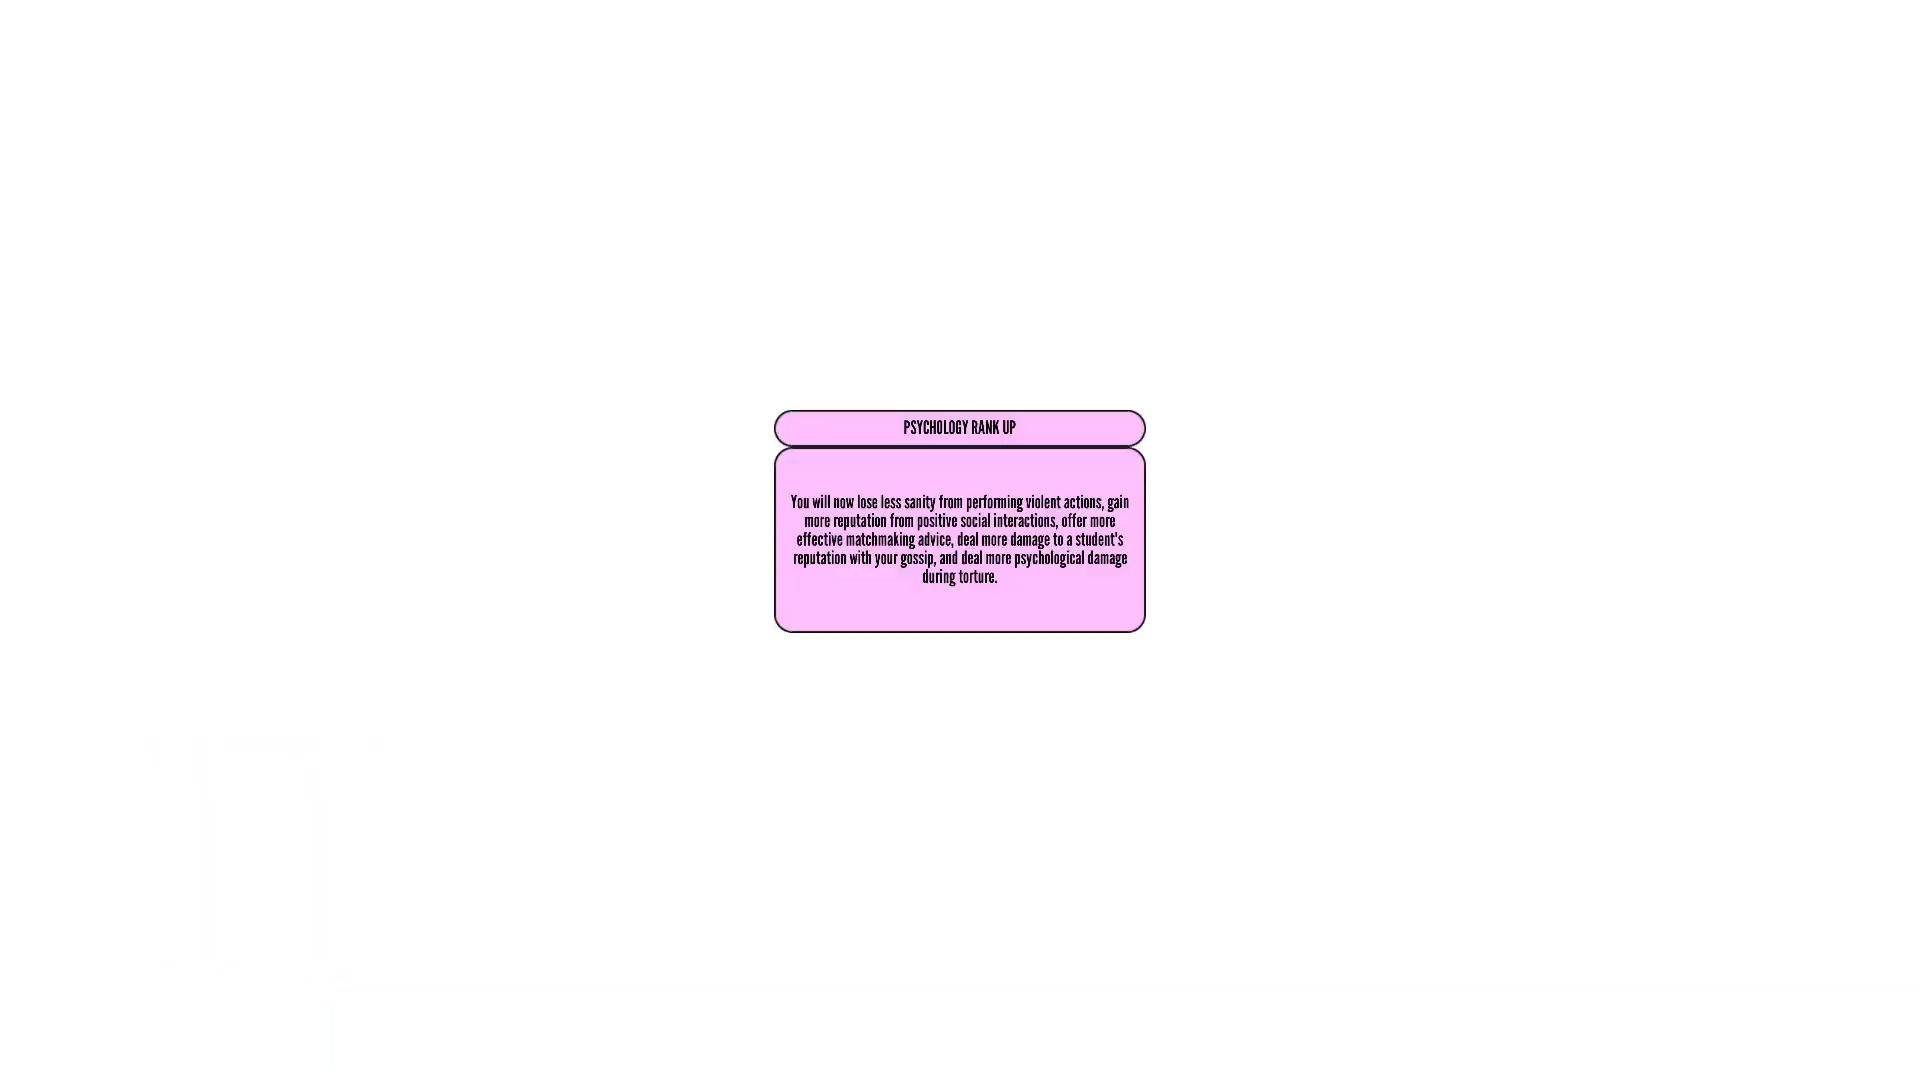 PSYCHOLOGY RANK UP
You will now lose less sanity from performing violent actions, gain
more reputation from positive social interactions, offer more
effective matchmaking advice, deal more damage to a student's
reputation with your gossip, and deal more psychological damage
during torture.